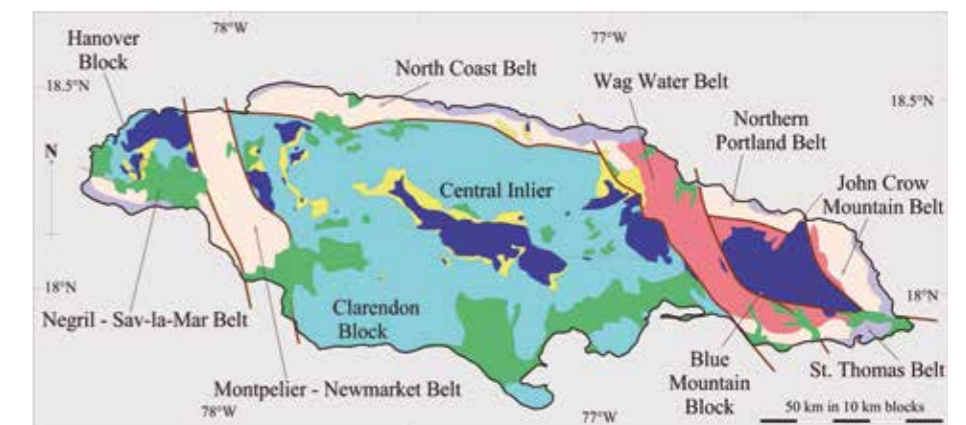 78°W
77°W
Hanover
Block
18.5°N
North Coast Belt
Wag Water Belt
18.5°N
Northern
Portland Belt
N
John Crow
Mountain Belt
Central Inlier
18°N
18°N
Negril - Sav-la-Mar Belt
Clarendon
Block
Blue
Mountain
Block
St. Thomas Belt
Montpelier - Newmarket Belt
78°W
77°W
50 km in 10 km blocks